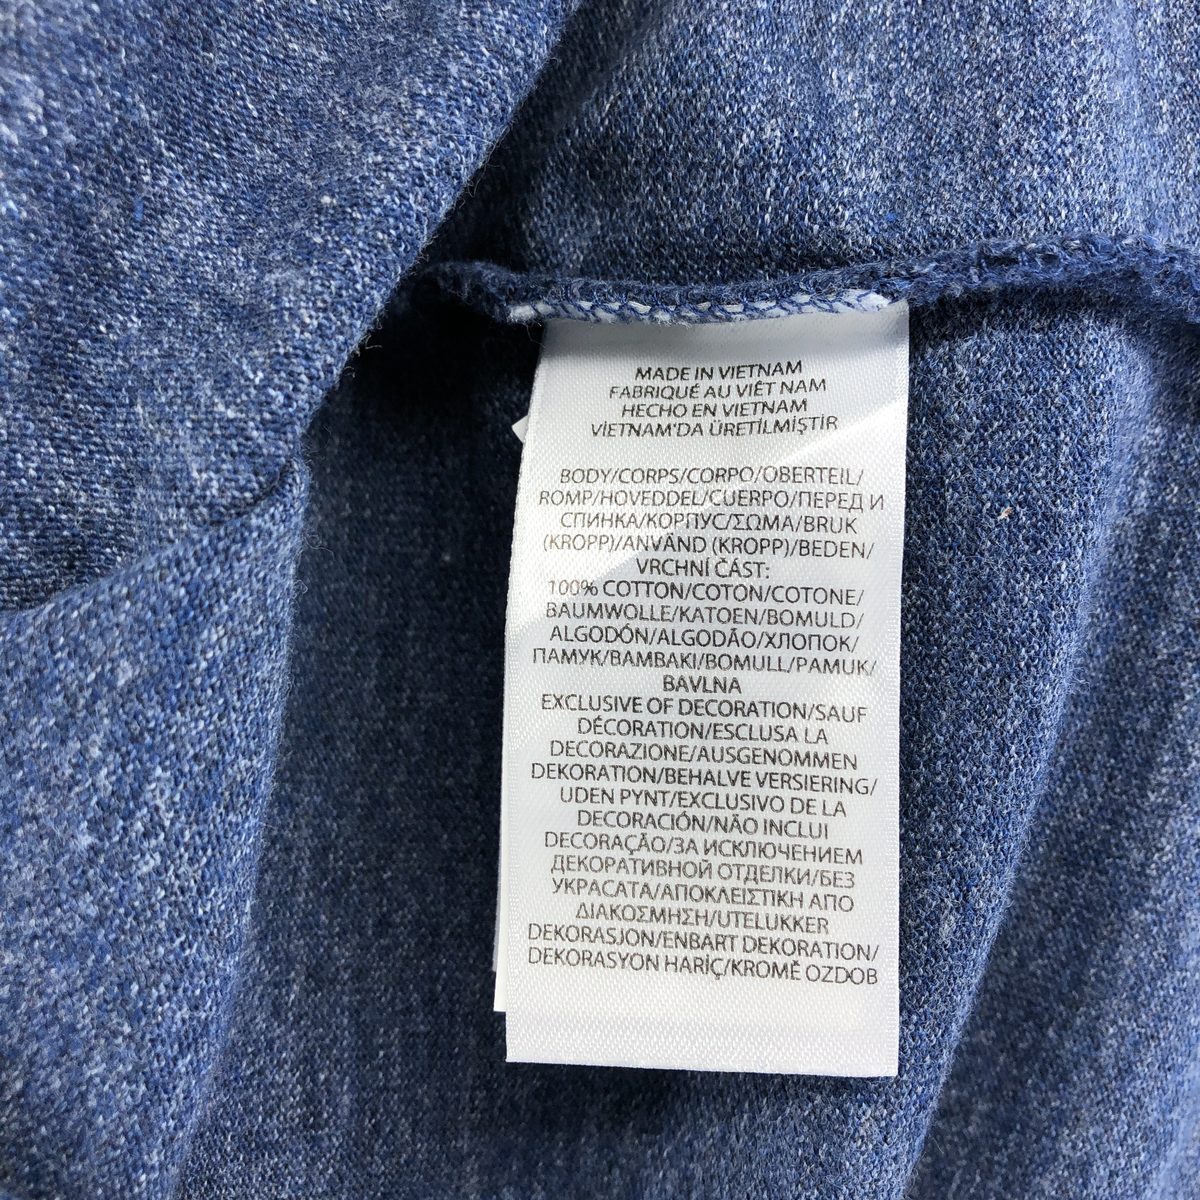 MADE IN VIETNAM
FABRIQUÉ AU VIÊT NAM
HECHO EN VIETNAM
VİETNAM'DA ÜRETİLMİŞTİR
BODY/CORPS/CORPO/OBERTEIL/
ROMP/HOVEDDEL/CUERPO/ПЕРЕД И
СПИНКА/КОРПУС/ΣΩΜΑ/BRUK
(KROPP)/ANVÄND (KROPP)/BEDEN/
VRCHNÍ ČÁST:
100% COTTON/COTON/COTONE/
BAUMWOLLE/KATOEN/BOMULD/
ALGODÓN/ALGODÃO/ХЛОПОК/
ПАМУК/ΒΑΜΒΑΚΙ/BOMULL/PAMUK/
BAVLNA
EXCLUSIVE OF DECORATION/SAUF
DÉCORATION/ESCLUSA LA
DECORAZIONE/AUSGENOMMEN
DEKORATION/BEHALVE VERSIERING/
UDEN PYNT/EXCLUSIVO DE LA
DECORACIÓN/NÃO INCLUI
DECORAÇÃO/ЗА ИСКЛЮЧЕНИЕМ
ДЕКОРАТИВНОЙ ОТДЕЛКИ/БЕЗ
УКРАСАТА/ΑΠΟΚΛΕΙΣΤΙΚΗ ΑΠΟ
ΔΙΑΚΟΣΜΗΣΗ/UTELUKKER
DEKORASJON/ENBART DEKORATION/
DEKORASYON HARİÇ/KROMĚ OZDOB